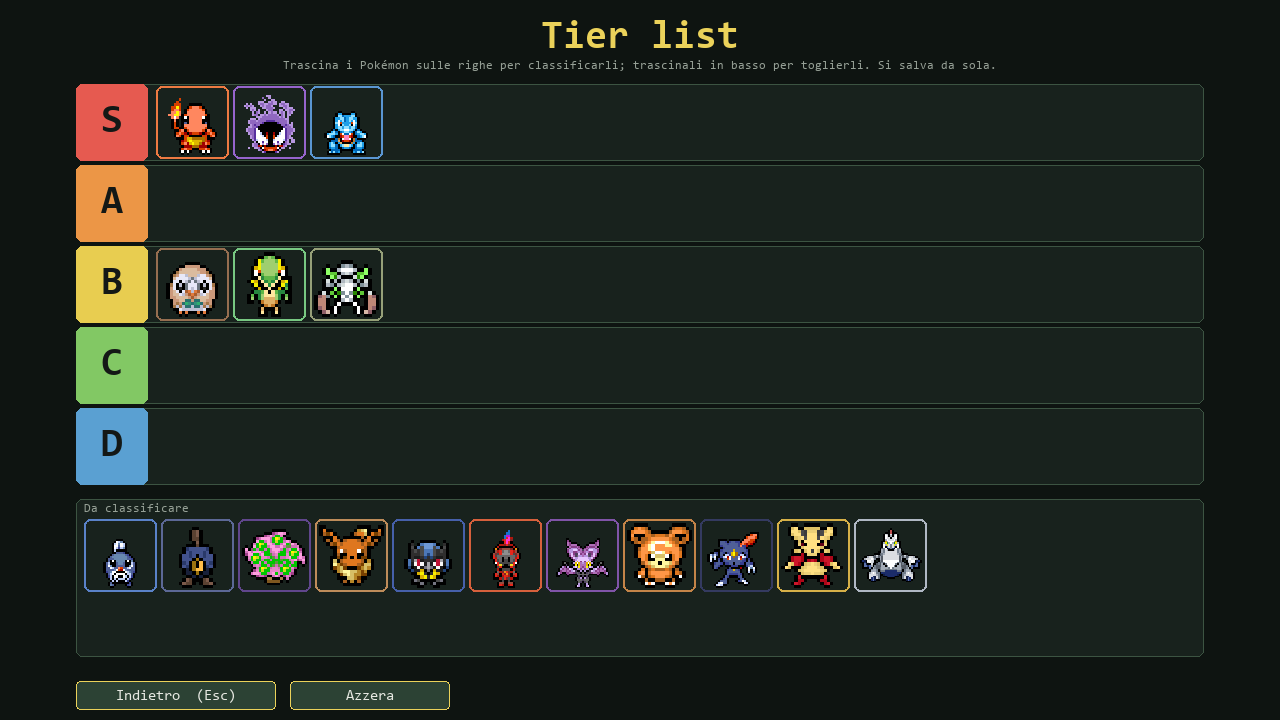 Tier list
Trascina i Pokémon sulle righe per classificarli; trascinali in basso per toglierli. Si salva da sola.
S
A
B
C
D
Da classificare
Indietro (Esc)
Azzera